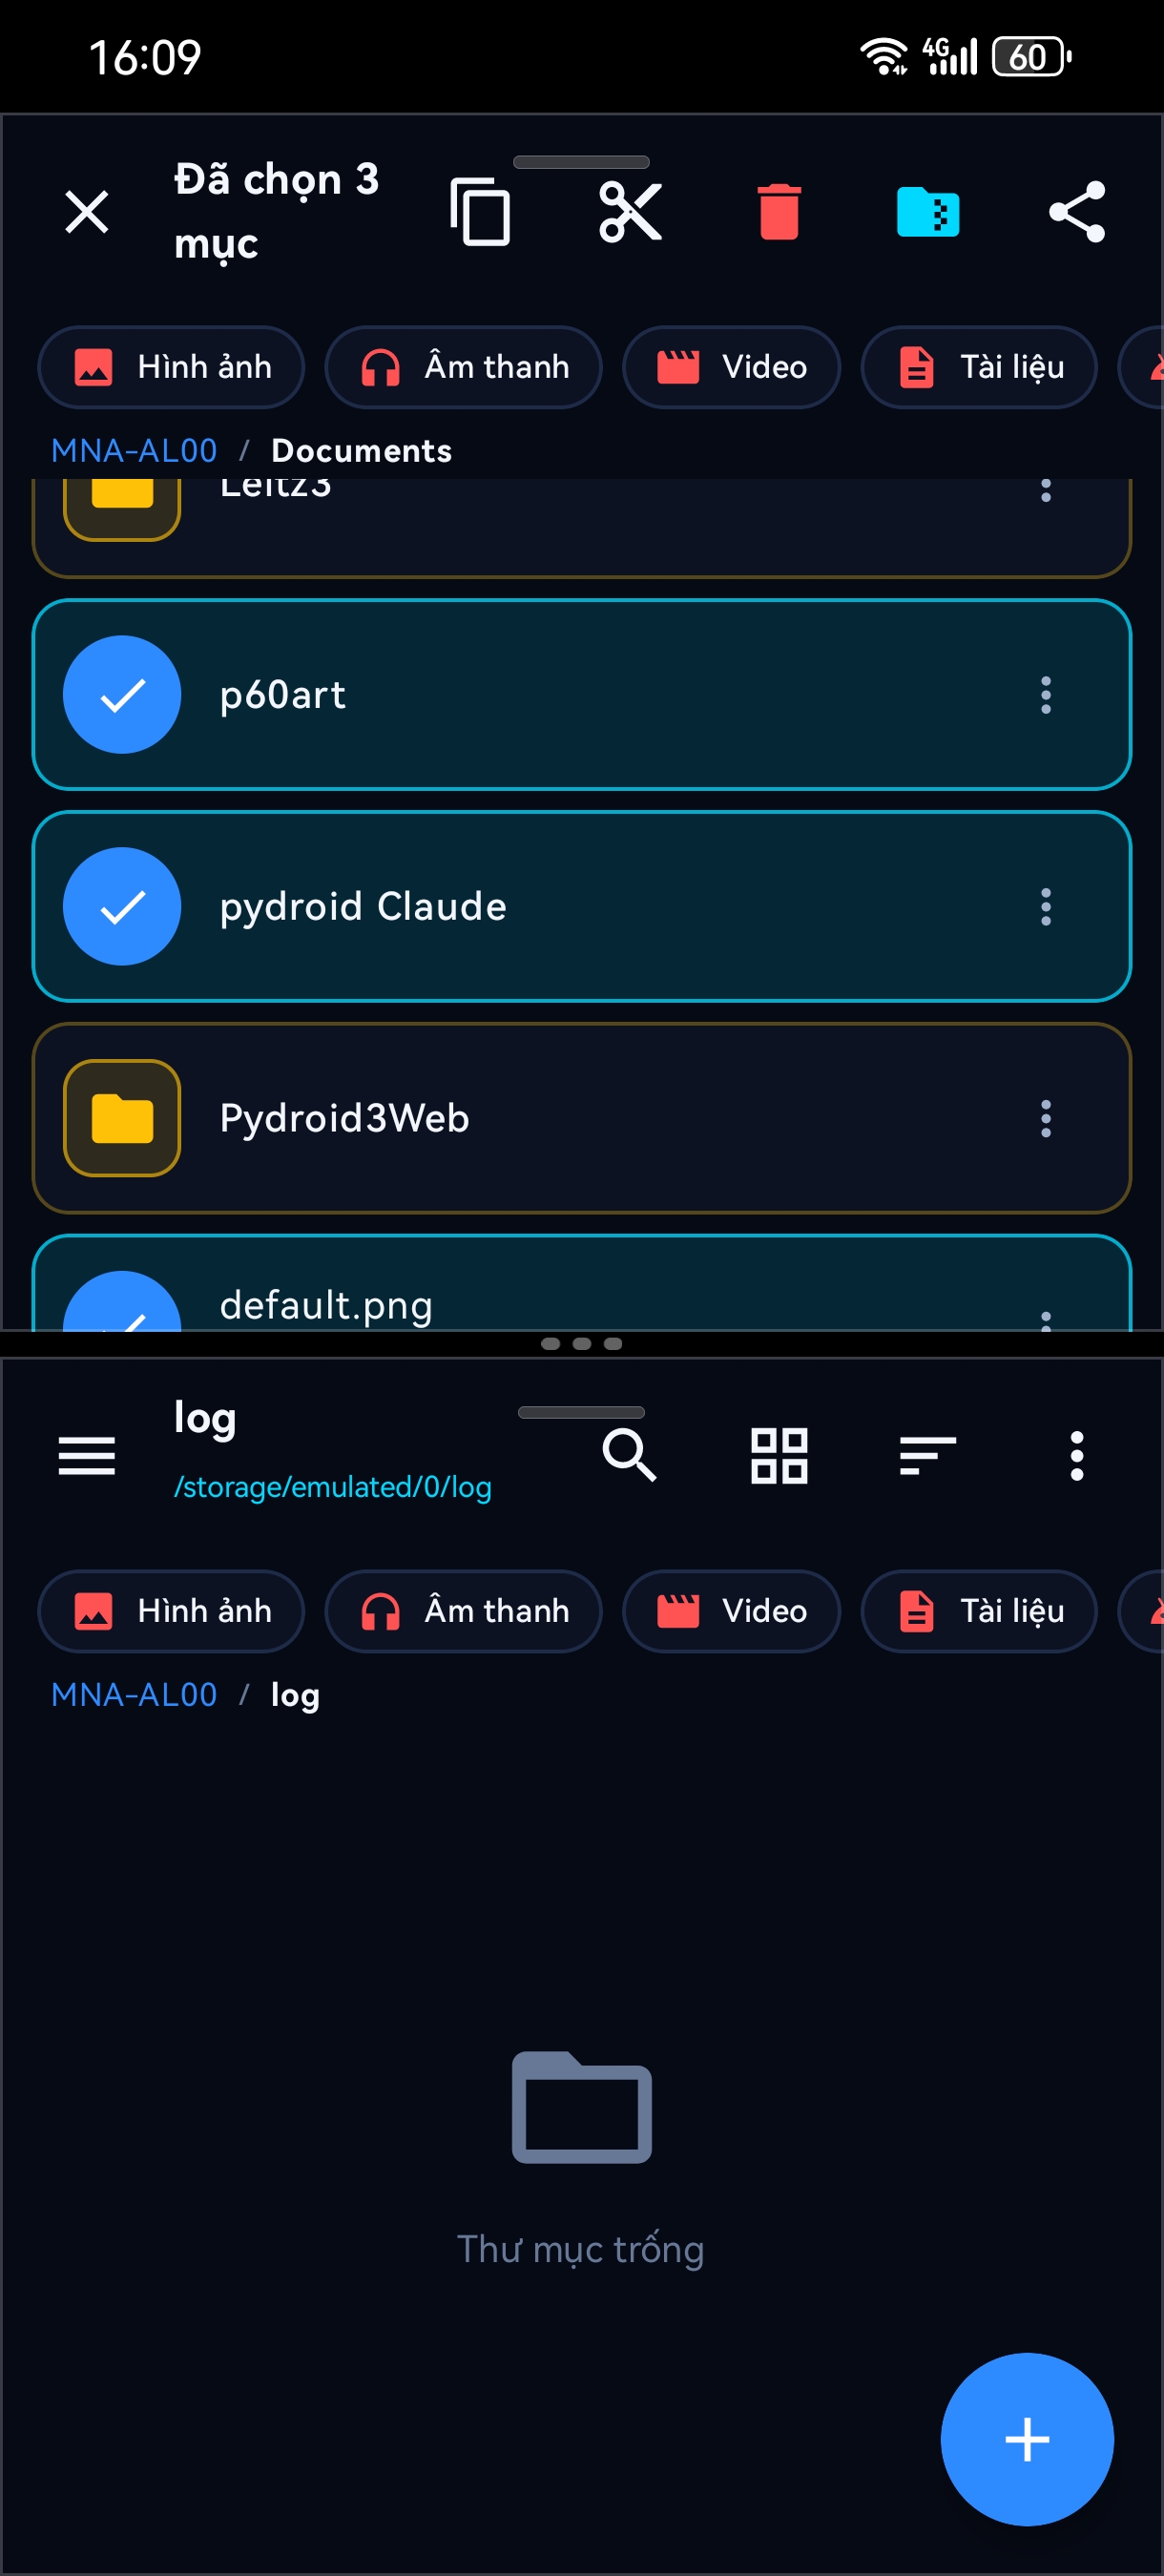 16:09
4G
60
Đã chọn 3
mục
Hình ảnh
Âm thanh
Video
Tài liệu
MNA-AL00 / Documents
Leitz3
p60art
pydroid Claude
Pydroid3Web
default.png
log
/storage/emulated/0/log
Hình ảnh
Âm thanh
Video
Tài liệu
MNA-AL00 / log
Thư mục trống